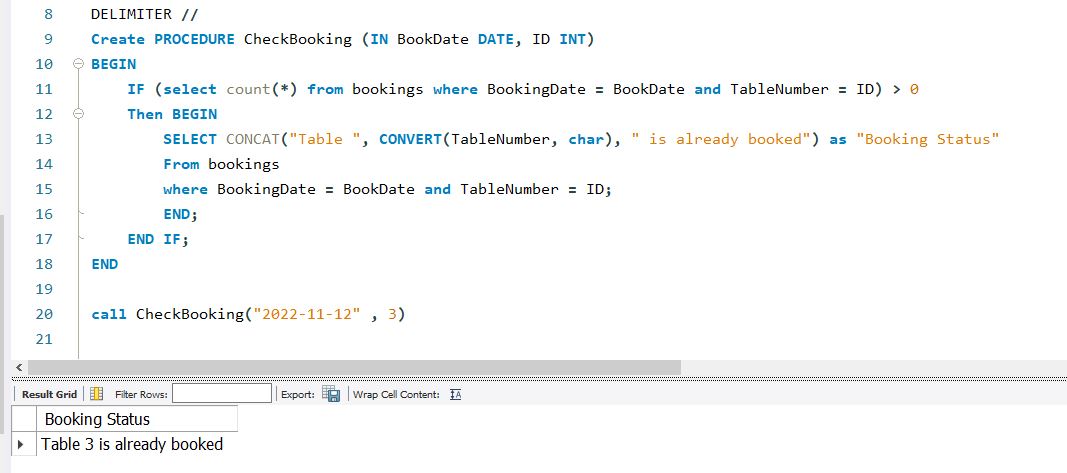 8 DELIMITER //
9 Create PROCEDURE CheckBooking (IN BookDate DATE, ID INT)
10 BEGIN
11 IF (select count(*) from bookings where BookingDate = BookDate and TableNumber = ID) > 0
12 Then BEGIN
13 SELECT CONCAT("Table ", CONVERT(TableNumber, char), " is already booked") as "Booking Status"
14 From bookings
15 where BookingDate = BookDate and TableNumber = ID;
16 END;
17 END IF;
18 END
19
20 call CheckBooking("2022-11-12" , 3)
21
Result Grid Filter Rows: Export: Wrap Cell Content: IA
Booking Status
Table 3 is already booked